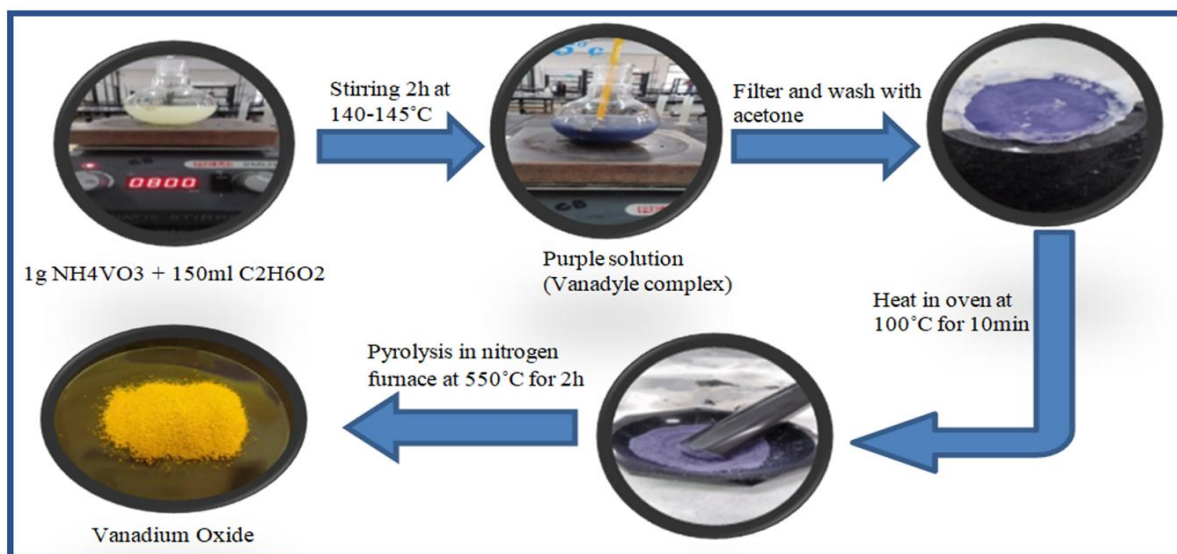 Stirring 2h at
140-145˚C
0800
1g NH4VO3 + 150ml C2H6O2
Purple solution
(Vanadyle complex)
Filter and wash with
acetone
Heat in oven at
100˚C for 10min
Pyrolysis in nitrogen
furnace at 550˚C for 2h
Vanadium Oxide